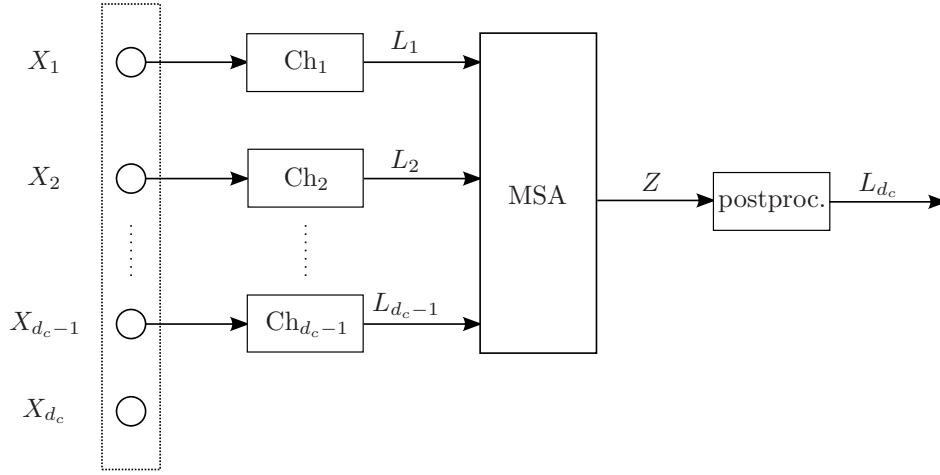 X_1 Ch_1 L_1
X_2 Ch_2 L_2
MSA Z postproc. L_{d_c}
X_{d_c-1} Ch_{d_c-1} L_{d_c-1}
X_{d_c}